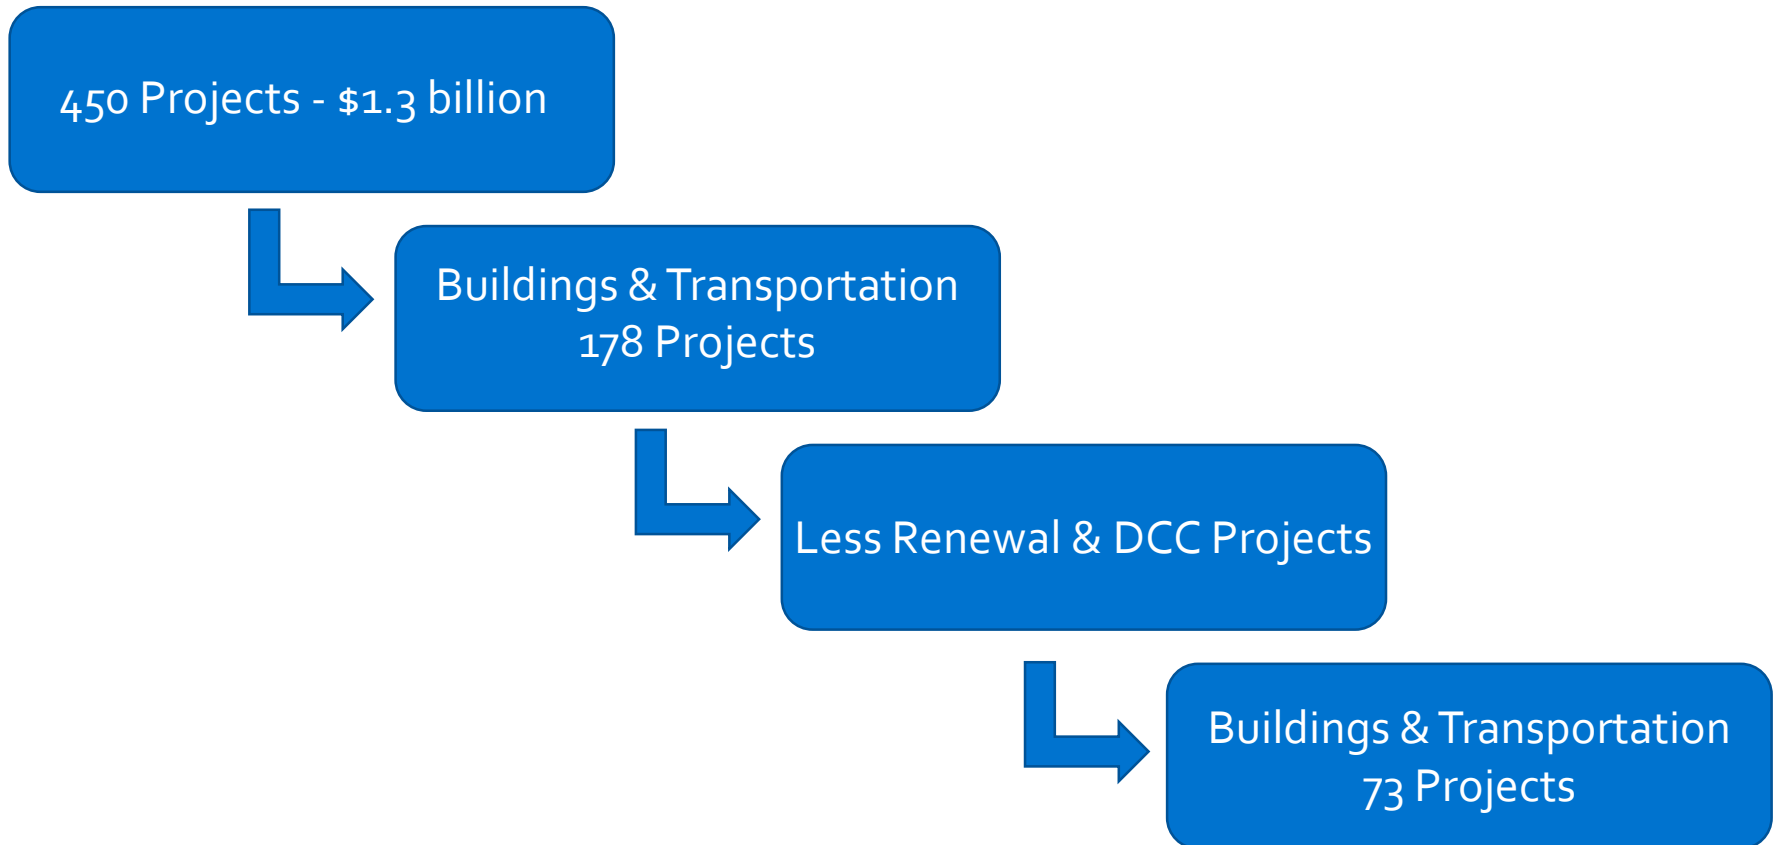 450 Projects - $1.3 billion
Buildings & Transportation
178 Projects
Less Renewal & DCC Projects
Buildings & Transportation
73 Projects